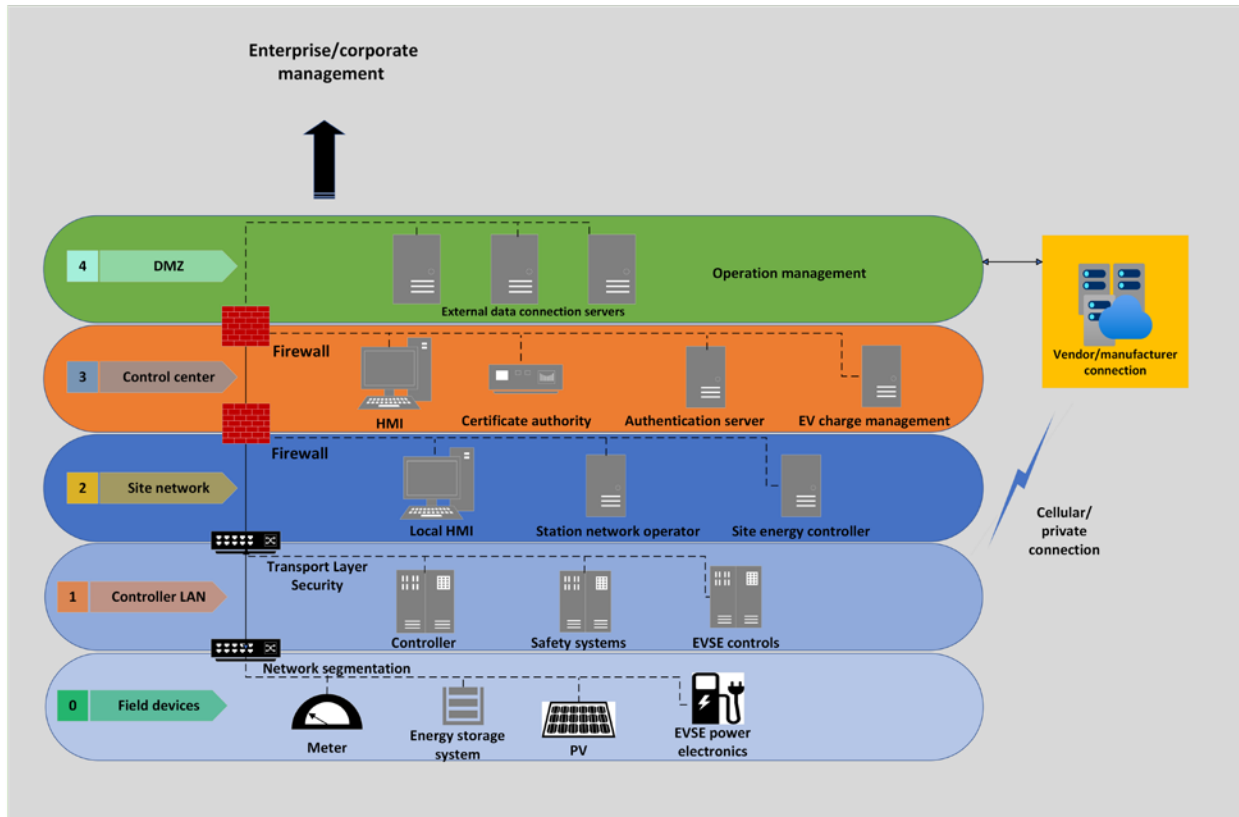 Enterprise/corporate
management
4
DMZ
External data connection servers
Operation management
Firewall
3
Control center
HMI
Certificate authority
Authentication server
EV charge management
Vendor/manufacturer
connection
Firewall
2
Site network
Local HMI
Station network operator
Site energy controller
Cellular/
private
connection
Transport Layer
Security
1
Controller LAN
Controller
Safety systems
EVSE controls
Network segmentation
0
Field devices
Meter
Energy storage
system
PV
EVSE power
electronics